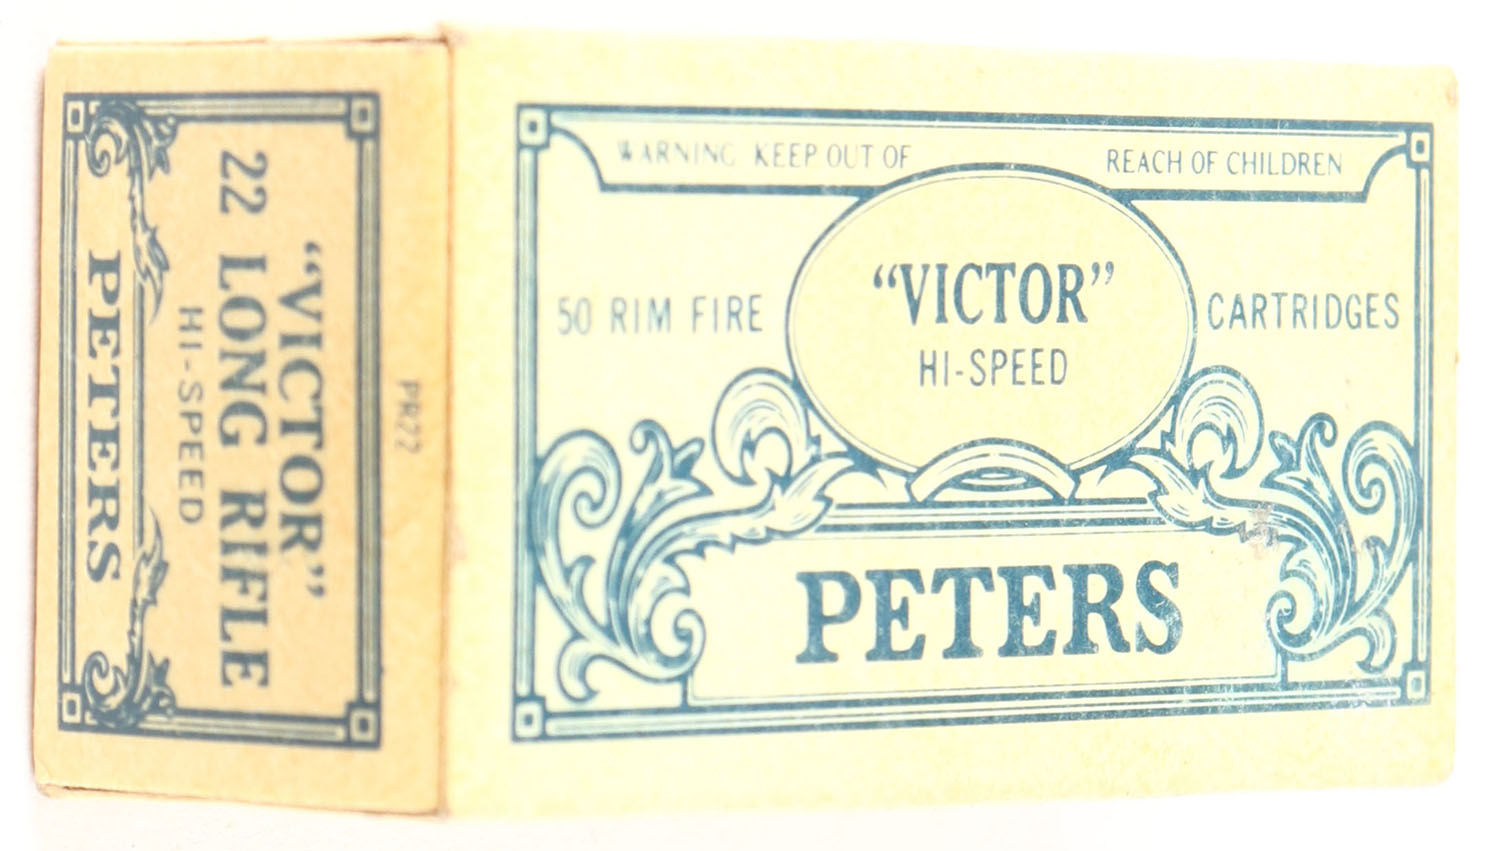 WARNING KEEP OUT OF REACH OF CHILDREN
50 RIM FIRE CARTRIDGES
“VICTOR”
HI-SPEED
PETERS
PR22
“VICTOR”
22 LONG RIFLE
HI-SPEED
PETERS